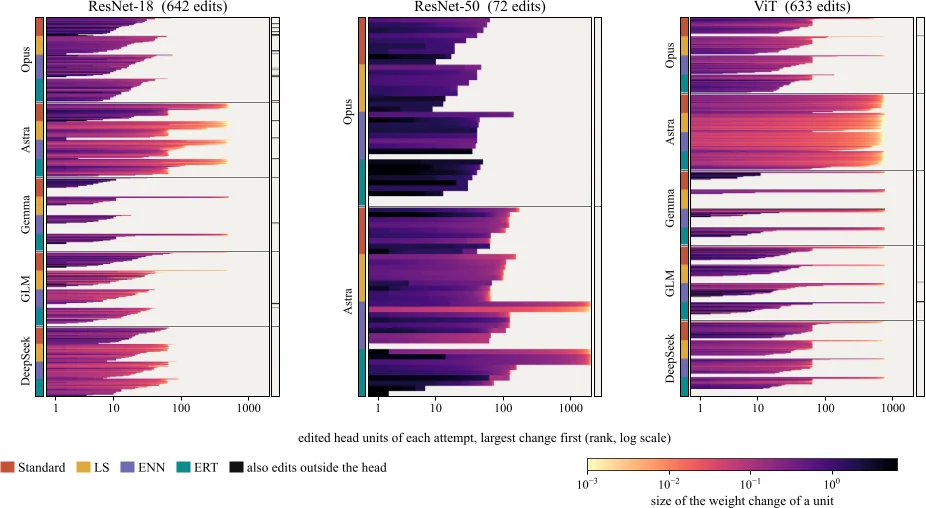 ResNet-18 (642 edits)
ResNet-50 (72 edits)
ViT (633 edits)
Opus
Astra
Gemma
GLM
DeepSeek
Opus
Astra
Opus
Astra
Gemma
GLM
DeepSeek
1 10 100 1000
1 10 100 1000
1 10 100 1000
edited head units of each attempt, largest change first (rank, log scale)
Standard LS ENN ERT also edits outside the head
10⁻³ 10⁻² 10⁻¹ 10⁰
size of the weight change of a unit